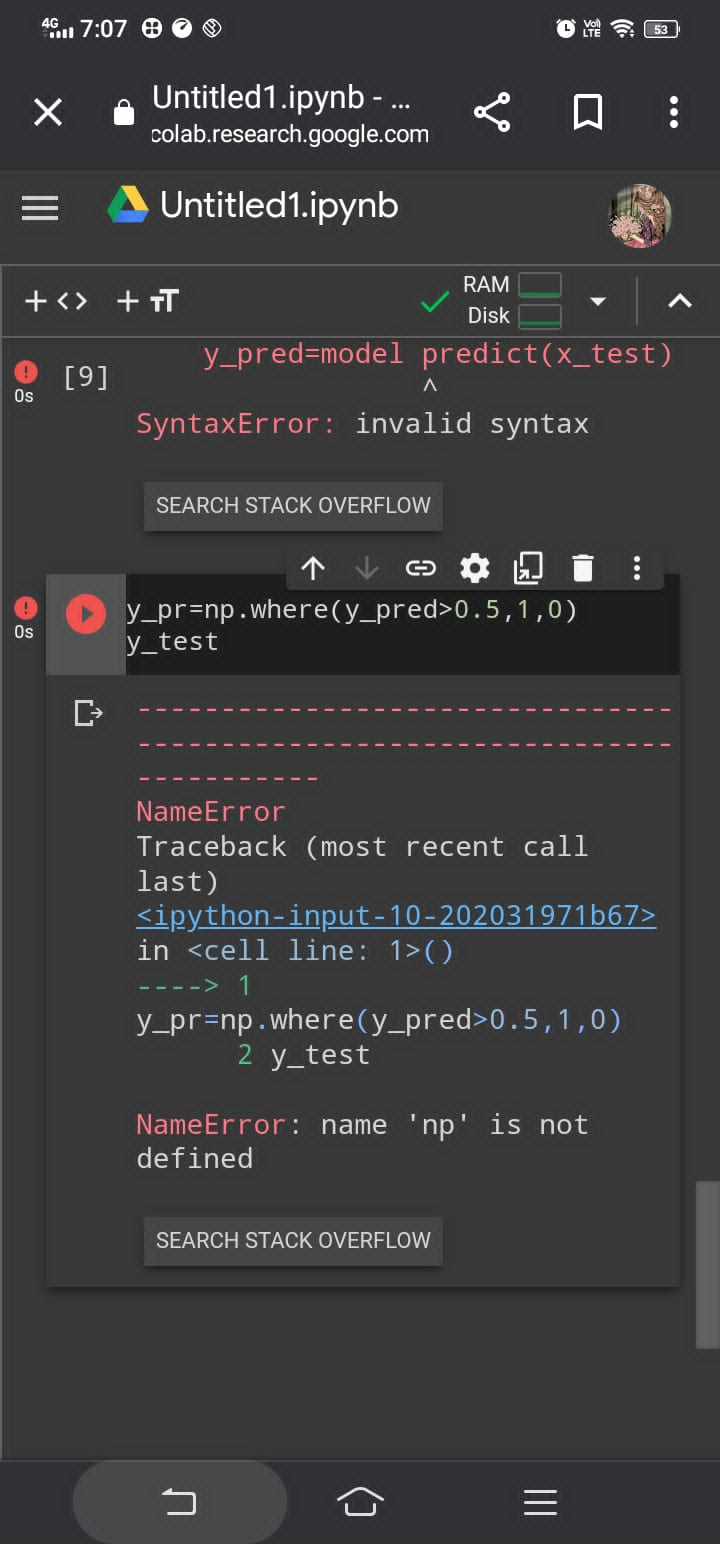 4G 7:07 VoI) LTE 53
Untitled1.ipynb - ...
colab.research.google.com
Untitled1.ipynb
+ <> + TT RAM
Disk
y_pred=model predict(x_test)
0s [9] ^
SyntaxError: invalid syntax
SEARCH STACK OVERFLOW
0s y_pr=np.where(y_pred>0.5,1,0)
y_test
---------------------------------
---------------------------------
-----------
NameError
Traceback (most recent call
last)
<ipython-input-10-202031971b67>
in <cell line: 1>()
----> 1
y_pr=np.where(y_pred>0.5,1,0)
2 y_test
NameError: name 'np' is not
defined
SEARCH STACK OVERFLOW